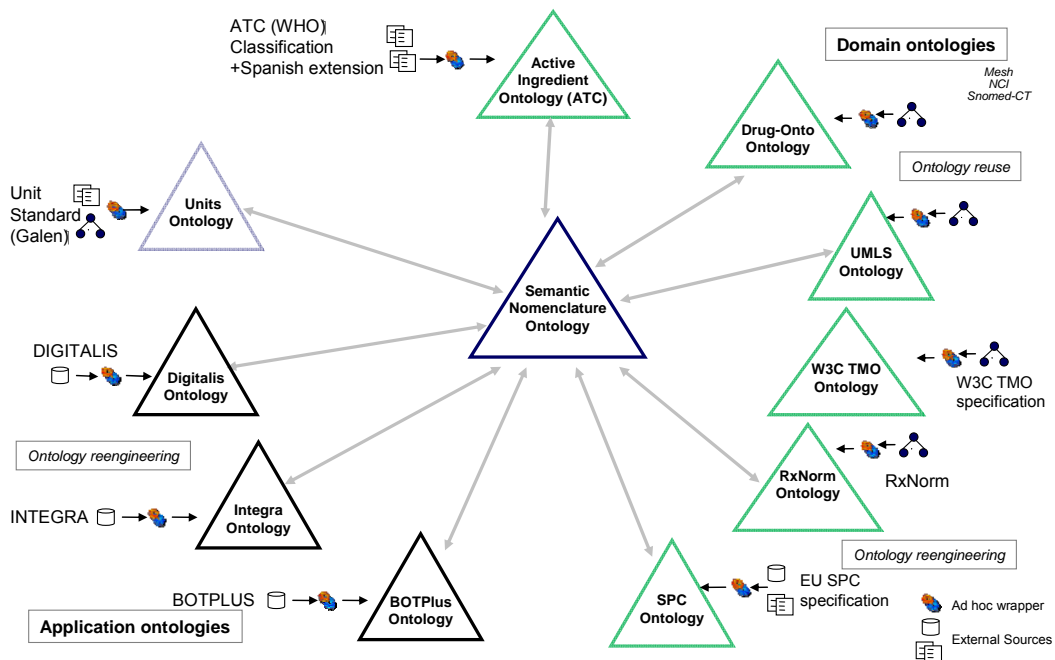 ATC (WHO)
Classification
+Spanish extension
Active
Ingredient
Ontology (ATC)
Domain ontologies
Mesh
NCI
Snomed-CT
Drug-Onto
Ontology
Ontology reuse
Unit
Standard
(Galen)
Units
Ontology
UMLS
Ontology
Semantic
Nomenclature
Ontology
DIGITALIS
Digitalis
Ontology
W3C TMO
Ontology
W3C TMO
specification
Ontology reengineering
RxNorm
Ontology
RxNorm
INTEGRA
Integra
Ontology
Ontology reengineering
BOTPLUS
BOTPlus
Ontology
SPC
Ontology
EU SPC
specification
Application ontologies
Ad hoc wrapper
External Sources